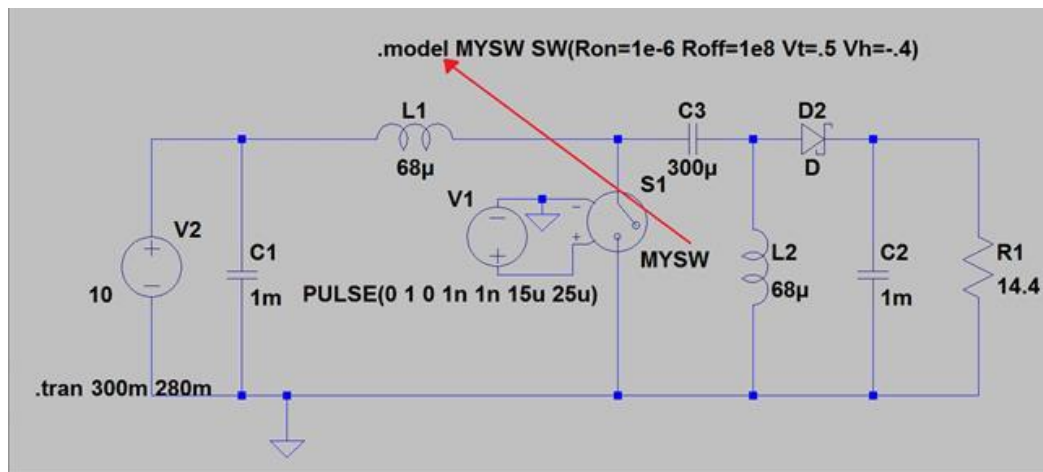 .model MYSW SW(Ron=1e-6 Roff=1e8 Vt=.5 Vh=-.4)
L1
68µ
C3
300µ
D2
D
V1
S1
MYSW
V2
10
C1
1m
PULSE(0 1 0 1n 1n 15u 25u)
L2
68µ
C2
1m
R1
14.4
.tran 300m 280m